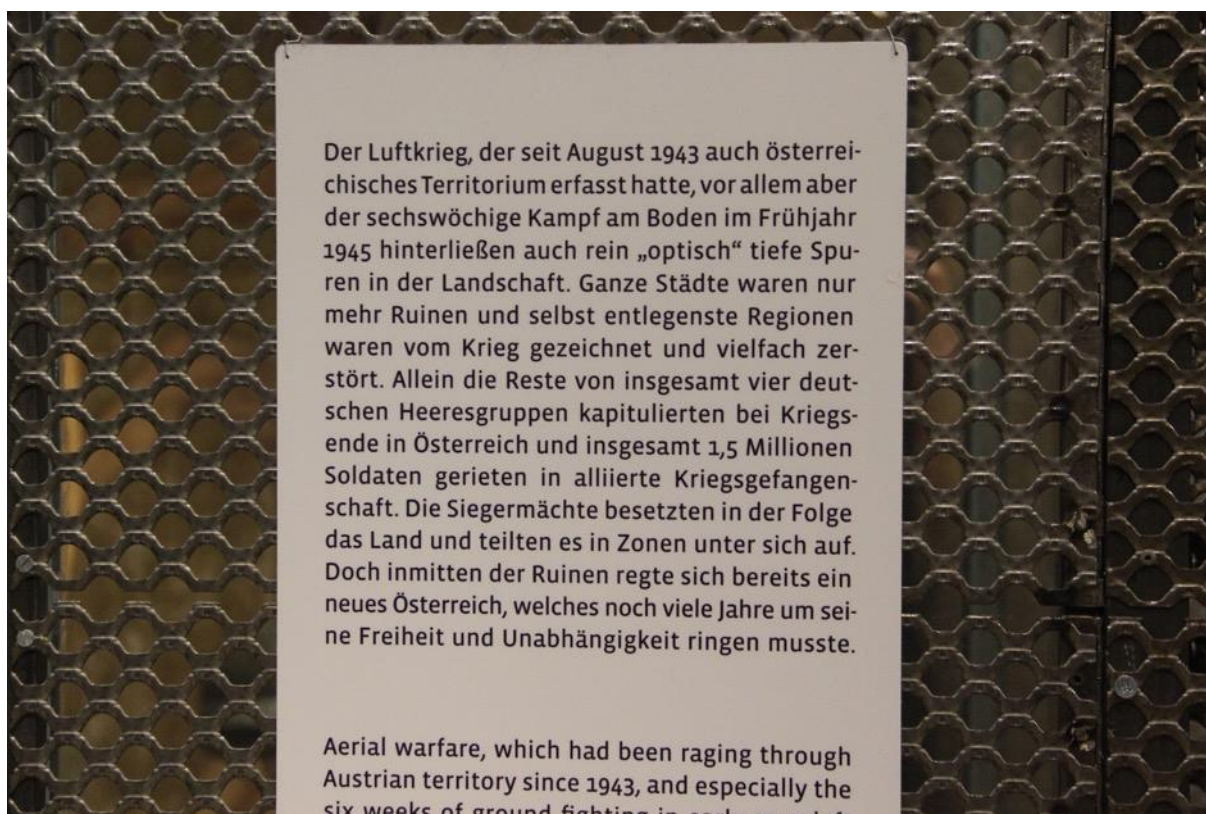 Der Luftkrieg, der seit August 1943 auch österrei-
chisches Territorium erfasst hatte, vor allem aber
der sechswöchige Kampf am Boden im Frühjahr
1945 hinterließen auch rein „optisch“ tiefe Spu-
ren in der Landschaft. Ganze Städte waren nur
mehr Ruinen und selbst entlegenste Regionen
waren vom Krieg gezeichnet und vielfach zer-
stört. Allein die Reste von insgesamt vier deut-
schen Heeresgruppen kapitulierten bei Kriegs-
ende in Österreich und insgesamt 1,5 Millionen
Soldaten gerieten in alliierte Kriegsgefangen-
schaft. Die Siegermächte besetzten in der Folge
das Land und teilten es in Zonen unter sich auf.
Doch inmitten der Ruinen regte sich bereits ein
neues Österreich, welches noch viele Jahre um sei-
ne Freiheit und Unabhängigkeit ringen musste.
Aerial warfare, which had been raging through
Austrian territory since 1943, and especially the
six weeks of ground fighting in